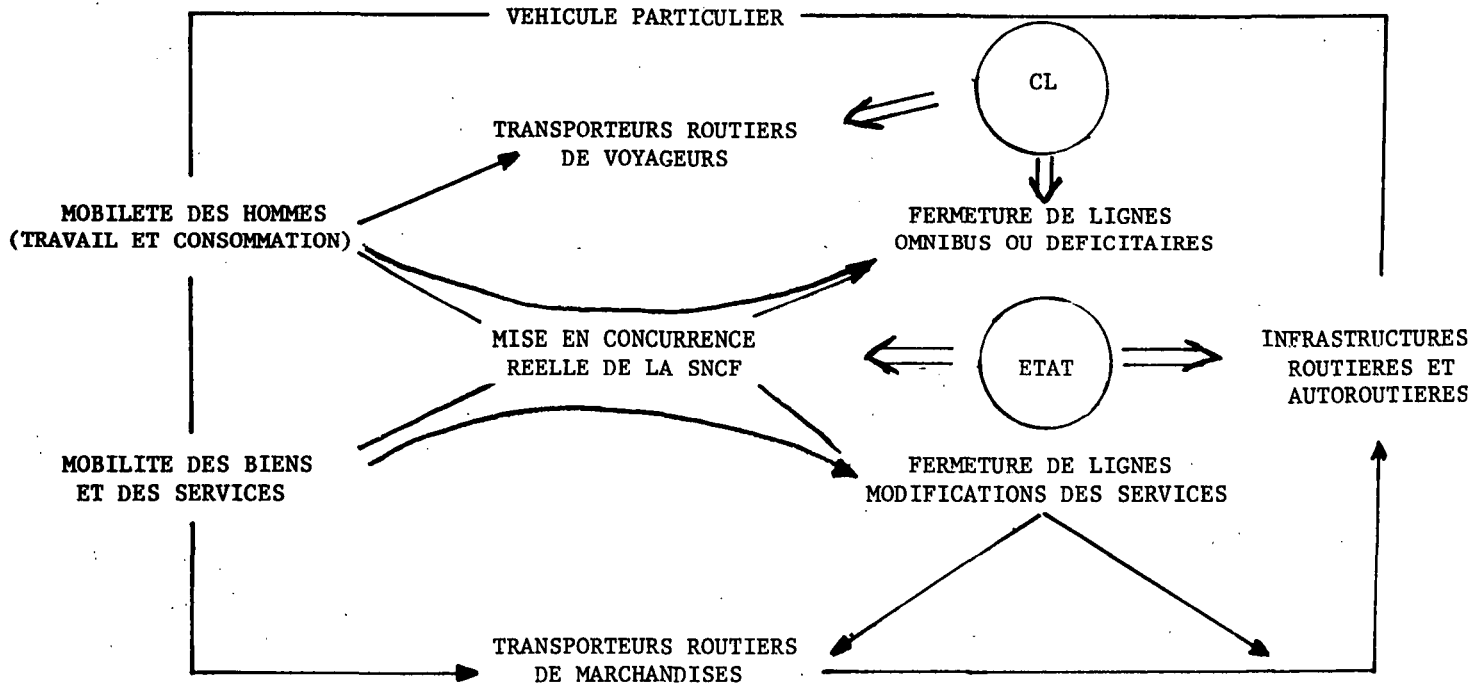 VEHICULE PARTICULIER
CL
TRANSPORTEURS ROUTIERS
DE VOYAGEURS
MOBILETE DES HOMMES
(TRAVAIL ET CONSOMMATION)
FERMETURE DE LIGNES
OMNIBUS OU DEFICITAIRES
MISE EN CONCURRENCE
REELLE DE LA SNCF
ETAT
INFRASTRUCTURES
ROUTIERES ET
AUTOROUTIERES
MOBILITE DES BIENS
ET DES SERVICES
FERMETURE DE LIGNES
MODIFICATIONS DES SERVICES
TRANSPORTEURS ROUTIERS
DE MARCHANDISES